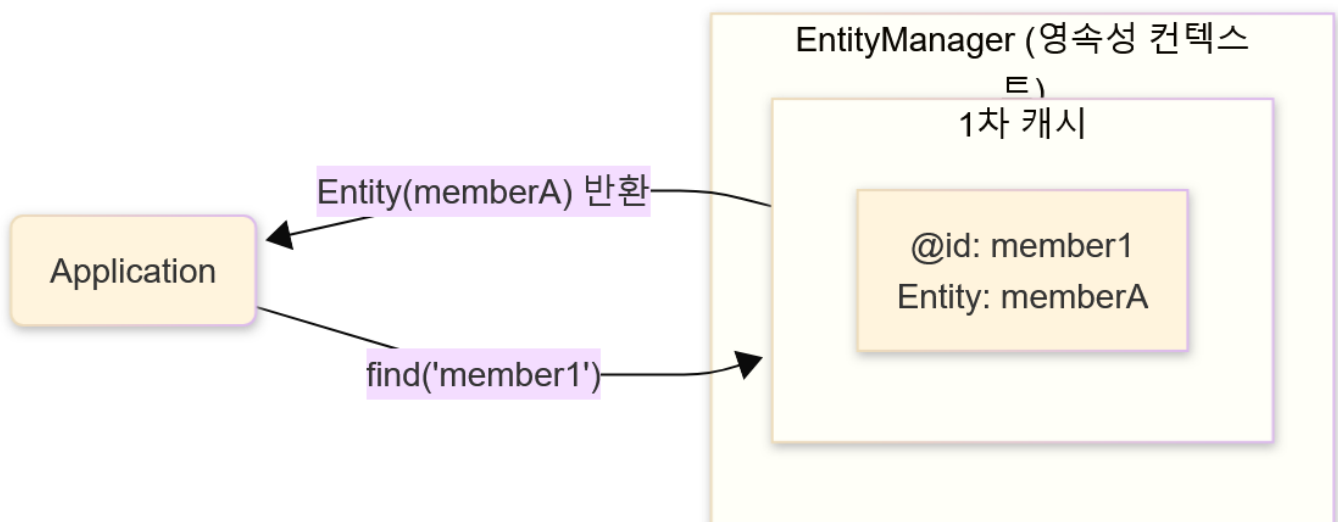 EntityManager (영속성 컨텍스
트)
1차 캐시
Entity(memberA) 반환
@id: member1
Entity: memberA
Application
find('member1')